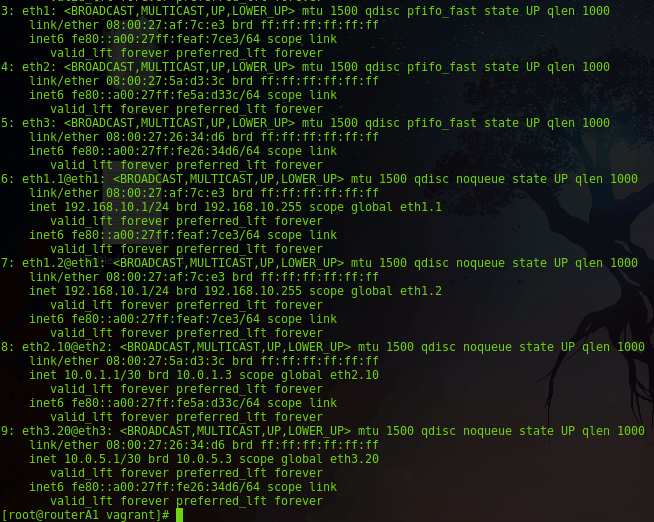 3: eth1: <BROADCAST,MULTICAST,UP,LOWER_UP> mtu 1500 qdisc pfifo_fast state UP qlen 1000
    link/ether 08:00:27:af:7c:e3 brd ff:ff:ff:ff:ff:ff
    inet6 fe80::a00:27ff:feaf:7ce3/64 scope link
       valid_lft forever preferred_lft forever
4: eth2: <BROADCAST,MULTICAST,UP,LOWER_UP> mtu 1500 qdisc pfifo_fast state UP qlen 1000
    link/ether 08:00:27:5a:d3:3c brd ff:ff:ff:ff:ff:ff
    inet6 fe80::a00:27ff:fe5a:d33c/64 scope link
       valid_lft forever preferred_lft forever
5: eth3: <BROADCAST,MULTICAST,UP,LOWER_UP> mtu 1500 qdisc pfifo_fast state UP qlen 1000
    link/ether 08:00:27:26:34:d6 brd ff:ff:ff:ff:ff:ff
    inet6 fe80::a00:27ff:fe26:34d6/64 scope link
       valid_lft forever preferred_lft forever
6: eth1.1@eth1: <BROADCAST,MULTICAST,UP,LOWER_UP> mtu 1500 qdisc noqueue state UP qlen 1000
    link/ether 08:00:27:af:7c:e3 brd ff:ff:ff:ff:ff:ff
    inet 192.168.10.1/24 brd 192.168.10.255 scope global eth1.1
       valid_lft forever preferred_lft forever
    inet6 fe80::a00:27ff:feaf:7ce3/64 scope link
       valid_lft forever preferred_lft forever
7: eth1.2@eth1: <BROADCAST,MULTICAST,UP,LOWER_UP> mtu 1500 qdisc noqueue state UP qlen 1000
    link/ether 08:00:27:af:7c:e3 brd ff:ff:ff:ff:ff:ff
    inet 192.168.10.1/24 brd 192.168.10.255 scope global eth1.2
       valid_lft forever preferred_lft forever
    inet6 fe80::a00:27ff:feaf:7ce3/64 scope link
       valid_lft forever preferred_lft forever
8: eth2.10@eth2: <BROADCAST,MULTICAST,UP,LOWER_UP> mtu 1500 qdisc noqueue state UP qlen 1000
    link/ether 08:00:27:5a:d3:3c brd ff:ff:ff:ff:ff:ff
    inet 10.0.1.1/30 brd 10.0.1.3 scope global eth2.10
       valid_lft forever preferred_lft forever
    inet6 fe80::a00:27ff:fe5a:d33c/64 scope link
       valid_lft forever preferred_lft forever
9: eth3.20@eth3: <BROADCAST,MULTICAST,UP,LOWER_UP> mtu 1500 qdisc noqueue state UP qlen 1000
    link/ether 08:00:27:26:34:d6 brd ff:ff:ff:ff:ff:ff
    inet 10.0.5.1/30 brd 10.0.5.3 scope global eth3.20
       valid_lft forever preferred_lft forever
    inet6 fe80::a00:27ff:fe26:34d6/64 scope link
       valid_lft forever preferred_lft forever
[root@routerA1 vagrant]#